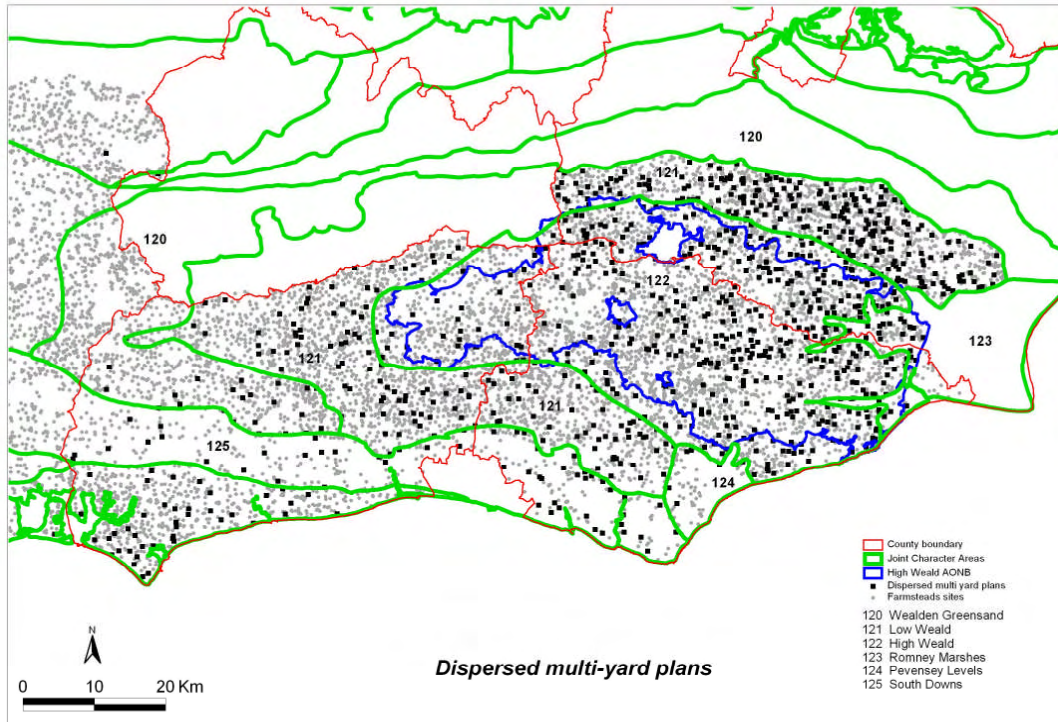 120
121
120
122
123
121
121
125
124
County boundary
Joint Character Areas
High Weald AONB
Dispersed multi yard plans
Farmsteads sites
120 Wealden Greensand
121 Low Weald
122 High Weald
123 Romney Marshes
124 Pevensey Levels
125 South Downs
N
Dispersed multi-yard plans
0 10 20 Km